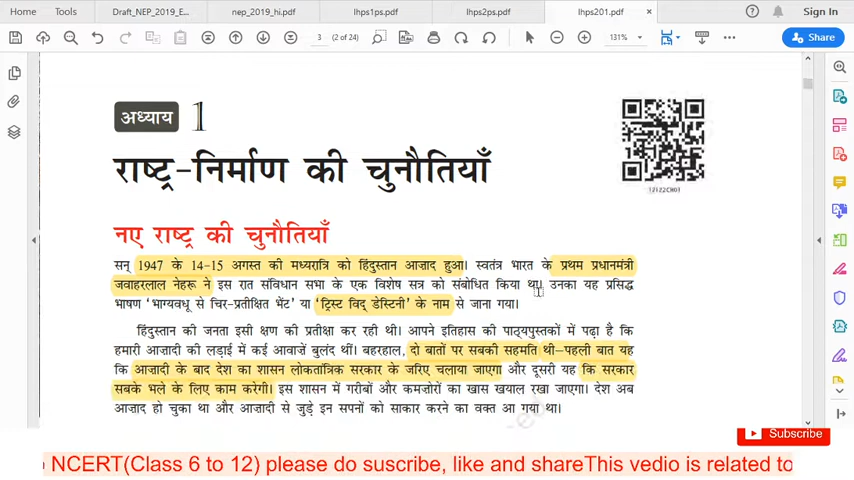 Home Tools Draft_NEP_2019_E... nep_2019_hi.pdf lhps1ps.pdf lhps2ps.pdf lhps201.pdf × Sign In
3 (2 of 24) 131% Share
अध्याय 1
राष्ट्र-निर्माण की चुनौतियाँ
नए राष्ट्र की चुनौतियाँ
सन् 1947 के 14-15 अगस्त की मध्यरात्रि को हिंदुस्तान आज़ाद हुआ। स्वतंत्र भारत के प्रथम प्रधानमंत्री
जवाहरलाल नेहरू ने इस रात संविधान सभा के एक विशेष सत्र को संबोधित किया था। उनका यह प्रसिद्ध
भाषण 'भाग्यवधू से चिर-प्रतीक्षित भेंट' या 'ट्रिस्ट विद् डेस्टिनी' के नाम से जाना गया।
हिंदुस्तान की जनता इसी क्षण की प्रतीक्षा कर रही थी। आपने इतिहास की पाठ्यपुस्तकों में पढ़ा है कि
हमारी आज़ादी की लड़ाई में कई आवाज़ें बुलंद थीं। बहरहाल, दो बातों पर सबकी सहमति थी-पहली बात यह
कि आज़ादी के बाद देश का शासन लोकतांत्रिक सरकार के ज़रिए चलाया जाएगा और दूसरी यह कि सरकार
सबके भले के लिए काम करेगी। इस शासन में गरीबों और कमज़ोरों का खास खयाल रखा जाएगा। देश अब
आज़ाद हो चुका था और आज़ादी से जुड़े इन सपनों को साकार करने का वक्त आ गया था।
Subscribe
NCERT(Class 6 to 12) please do suscribe, like and shareThis vedio is related to